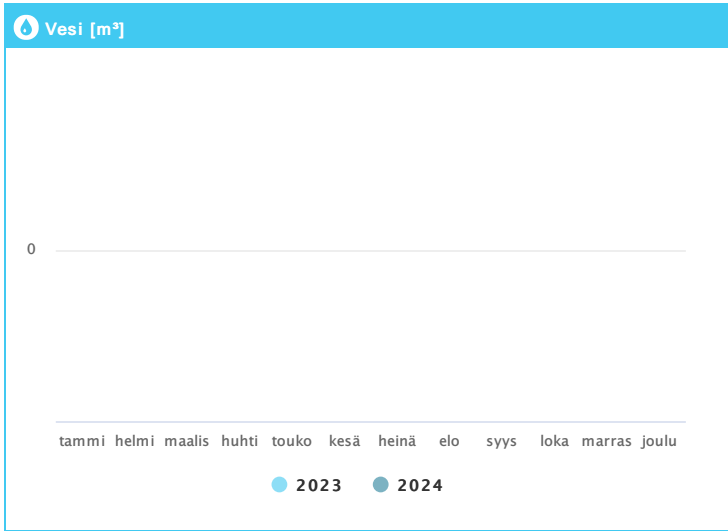 Vesi [m³]
0
tammi helmi maalis huhti touko kesä heinä elo syys loka marras joulu
2023 2024